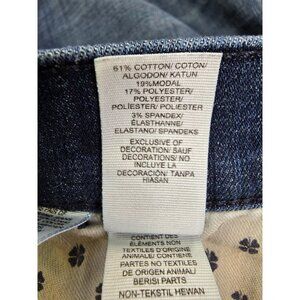 61% COTTON/ COTON/
ALGODON/ KATUN
19%MODAL
17% POLYESTER/
POLYESTER/
POLIESTER/ POLIESTER
3% SPANDEX/
ÉLASTHANNE/
ELASTANO/ SPANDEKS
EXCLUSIVE OF
DECORATION/ SAUF
DÉCORATIONS/ NO
INCLUYE LA
DECORACIÓN/ TANPA
HIASAN
CONTIENT DES
ÉLÉMENTS NON
TEXTILES D'ORIGINE
ANIMALE/ CONTIENE
PARTES NO TEXTILES
DE ORIGEN ANIMAL/
BERISI PARTS
NON-TEKSTIL HEWAN